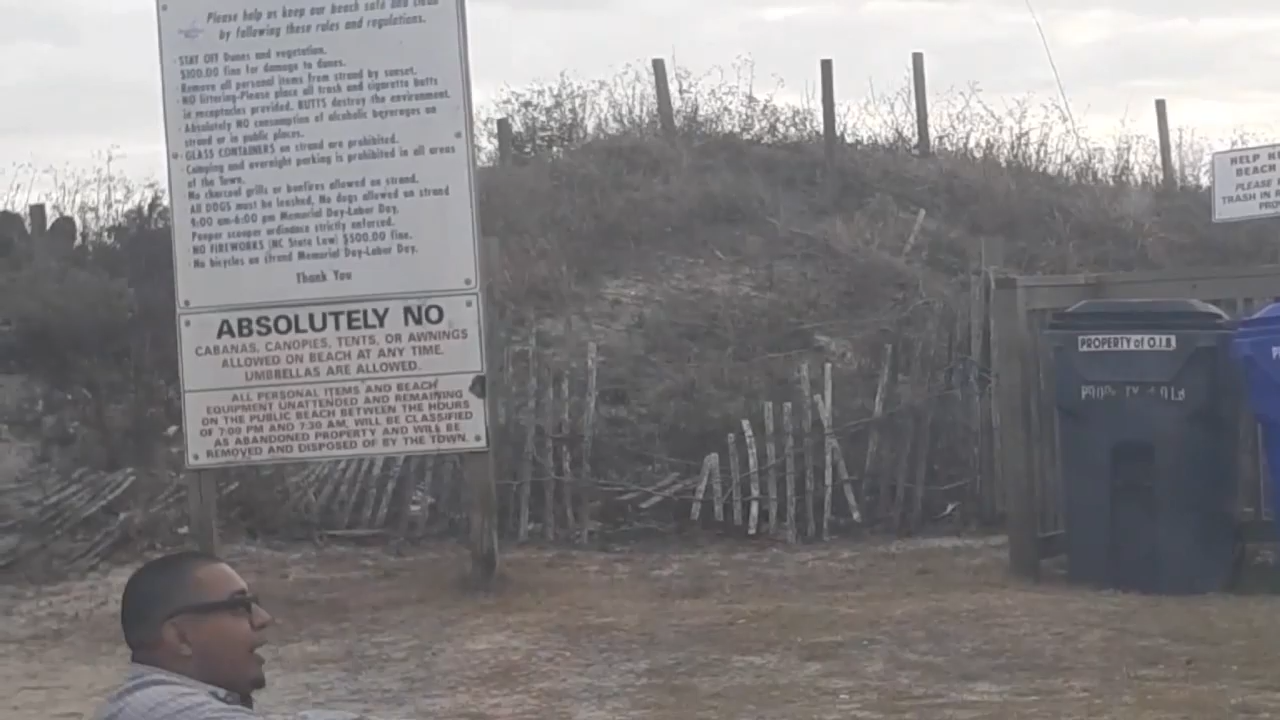 Please help us keep our beach safe and clean
by following these rules and regulations.
· STAY OFF Dunes and vegetation.
$500.00 fine for damage to dunes.
· Remove all personal items from strand by sunset.
· NO littering-Please place all trash and cigarette butts
in receptacles provided. BUTTS destroy the environment.
· Absolutely NO consumption of alcoholic beverages on
strand or in public places.
· GLASS CONTAINERS on strand are prohibited.
· Camping and overnight parking is prohibited in all areas
of the Town.
No charcoal grills or bonfires allowed on strand.
All DOGS must be leashed, No dogs allowed on strand
9:00 am-6:00 pm Memorial Day-Labor Day.
Pooper scooper ordinance strictly enforced.
· NO FIREWORKS (NC State Law) $500.00 fine.
· No bicycles on strand Memorial Day-Labor Day.
Thank You
ABSOLUTELY NO
CABANAS, CANOPIES, TENTS, OR AWNINGS
ALLOWED ON BEACH AT ANY TIME.
UMBRELLAS ARE ALLOWED.
ALL PERSONAL ITEMS AND BEACH
EQUIPMENT UNATTENDED AND REMAINING
ON THE PUBLIC BEACH BETWEEN THE HOURS
OF 7:00 PM AND 7:30 AM, WILL BE CLASSIFIED
AS ABANDONED PROPERTY AND WILL BE
REMOVED AND DISPOSED OF BY THE TOWN.
HELP
BEACH
PLEASE
TRASH IN
PROPERTY of O.I.B.